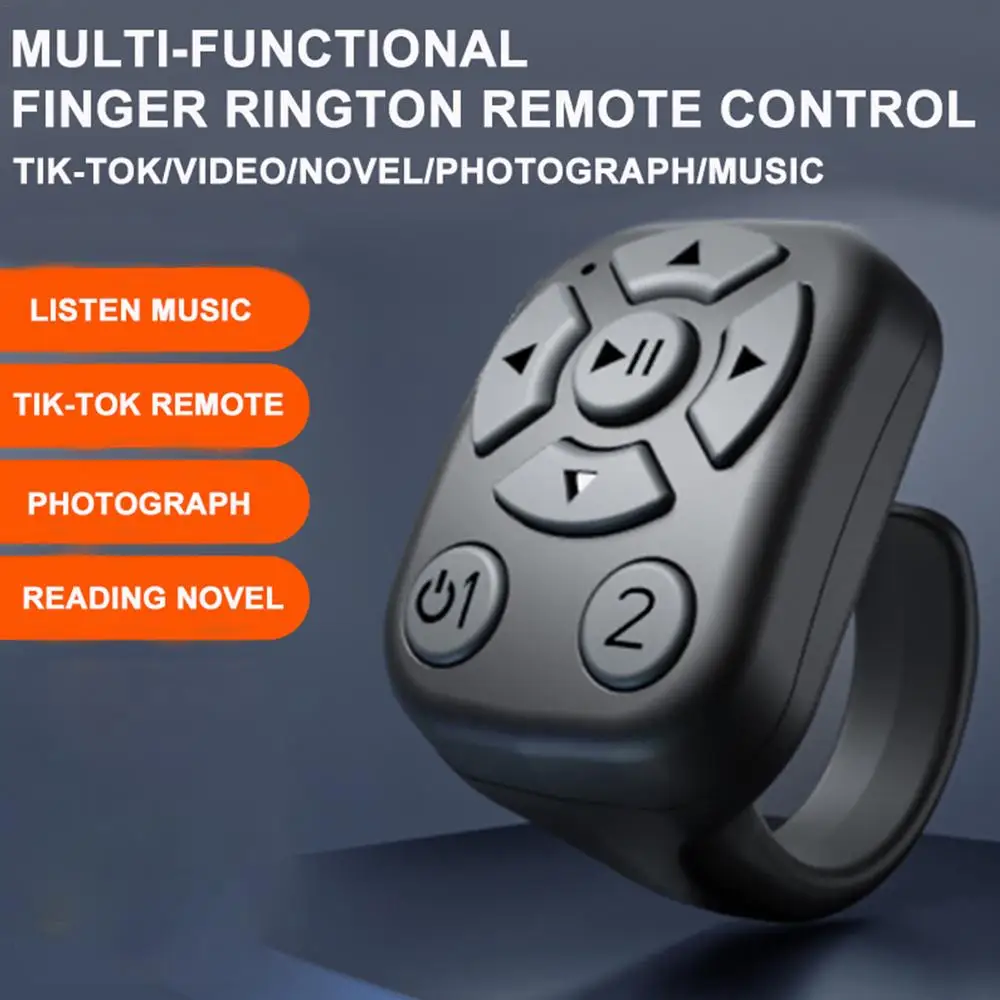 MULTI-FUNCTIONAL
FINGER RINGTON REMOTE CONTROL
TIK-TOK/VIDEO/NOVEL/PHOTOGRAPH/MUSIC
LISTEN MUSIC
TIK-TOK REMOTE
PHOTOGRAPH
READING NOVEL
1
2